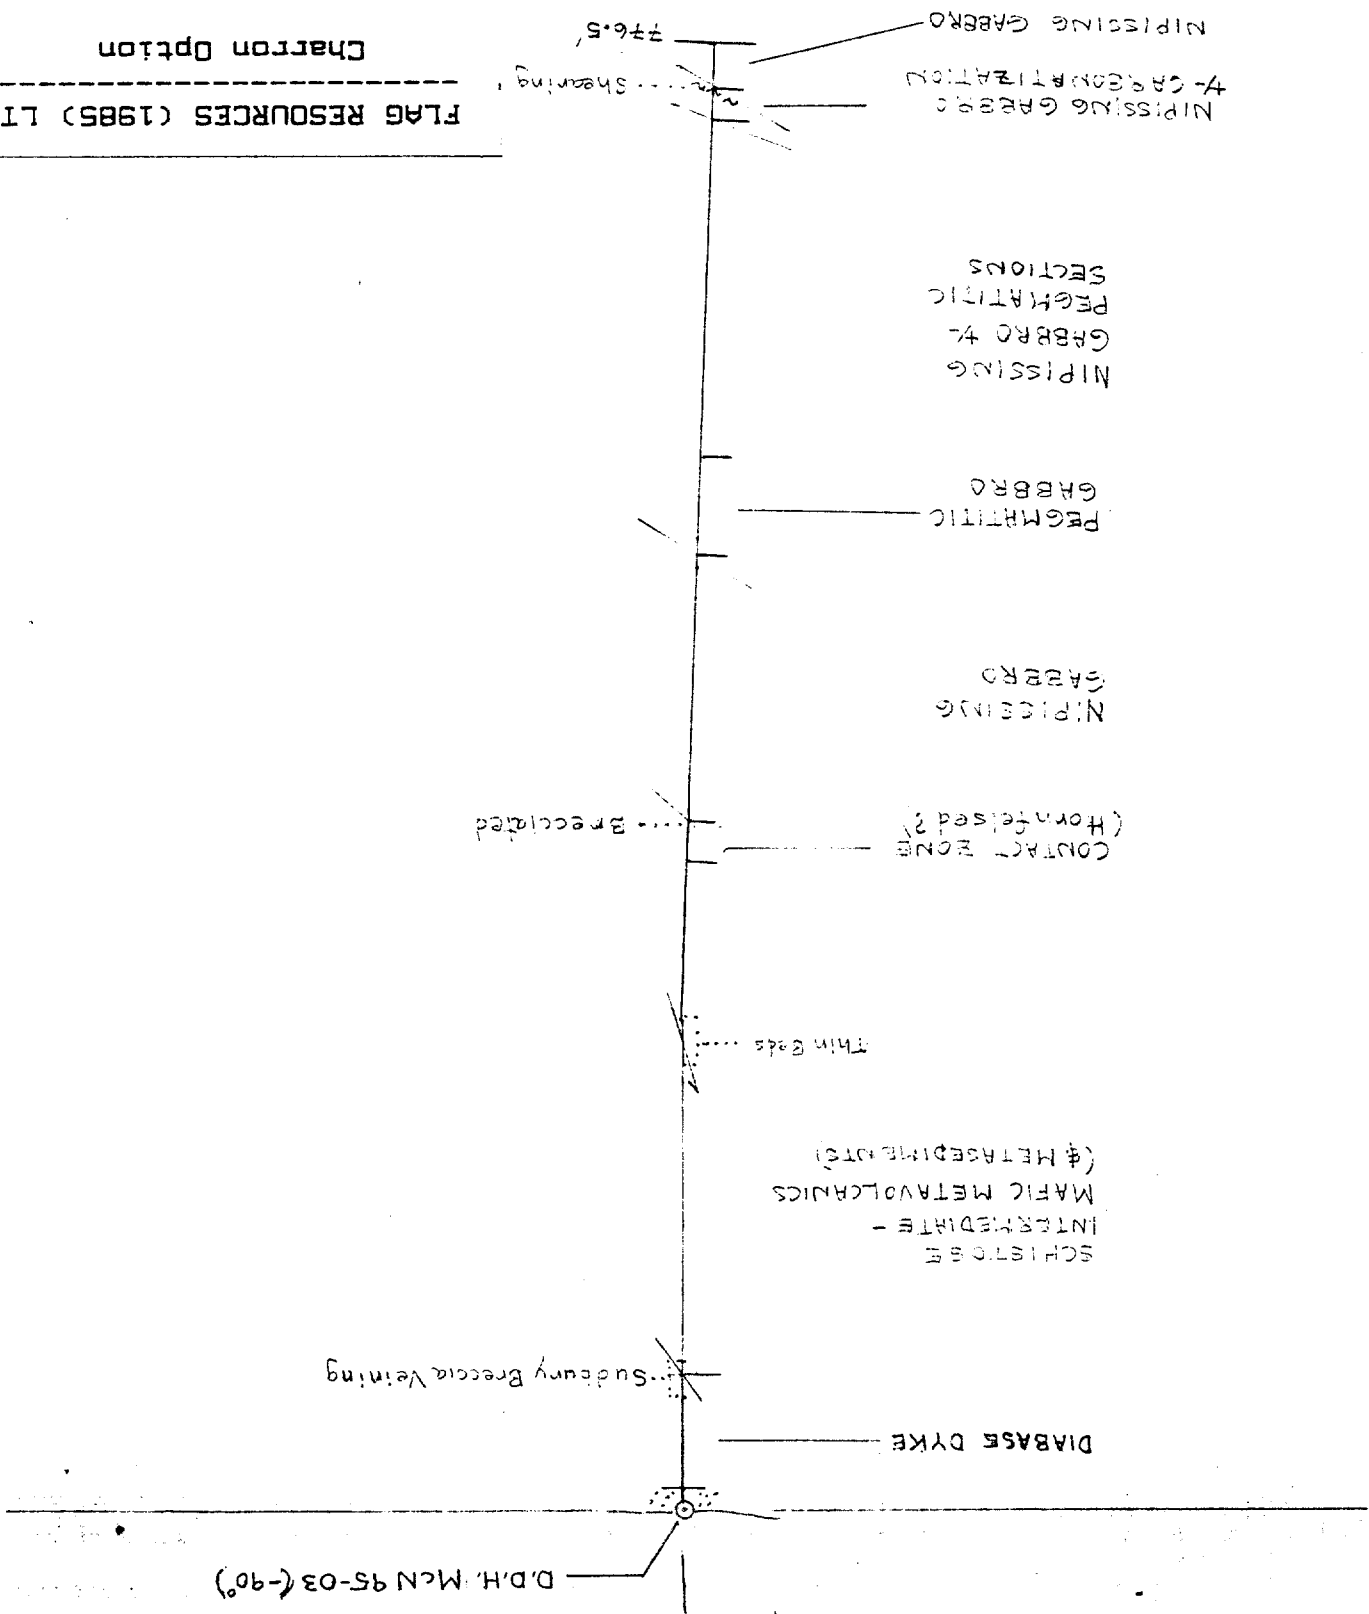 D.D.H. McN 95-03 (-90°)
DIABASE DYKE
Sudbury Breccia Veining
SCHISTOSE
INTERMEDIATE -
MAFIC METAVOLCANICS
(& METASEDIMENTS)
Thin Beds
CONTACT ZONE
(Hornfelsed?)
Brecciated
NIPISSING
GABBRO
PEGMATITIC
GABBRO
NIPISSING
GABBRO +/-
PEGMATITIC
SECTIONS
NIPISSING GABBRO
+/- CARBONATIZATION
Shearing
NIPISSING GABBRO
776.5'
FLAG RESOURCES (1985) LT
Charron Option